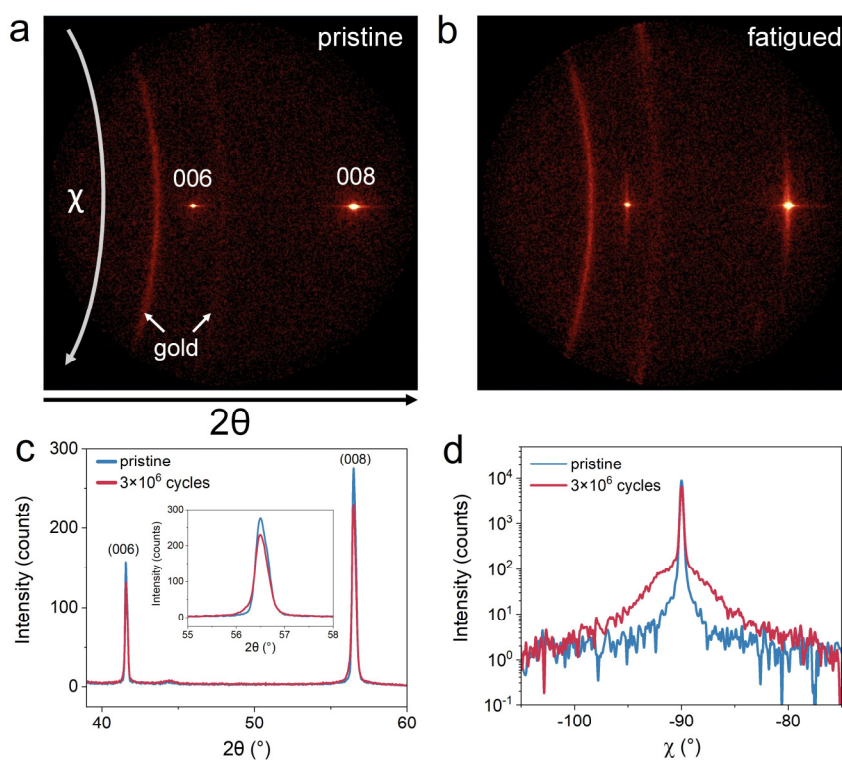 a
pristine
χ
006
008
gold
2θ
b
fatigued
c
pristine
3×10⁶ cycles
(006)
(008)
Intensity (counts)
300
200
100
0
40
50
60
2θ (°)
Intensity (counts)
300
200
100
0
55
56
57
58
2θ (°)
d
pristine
3×10⁶ cycles
Intensity (counts)
10⁵
10⁴
10³
10²
10¹
10⁰
10⁻¹
-100
-90
-80
χ (°)